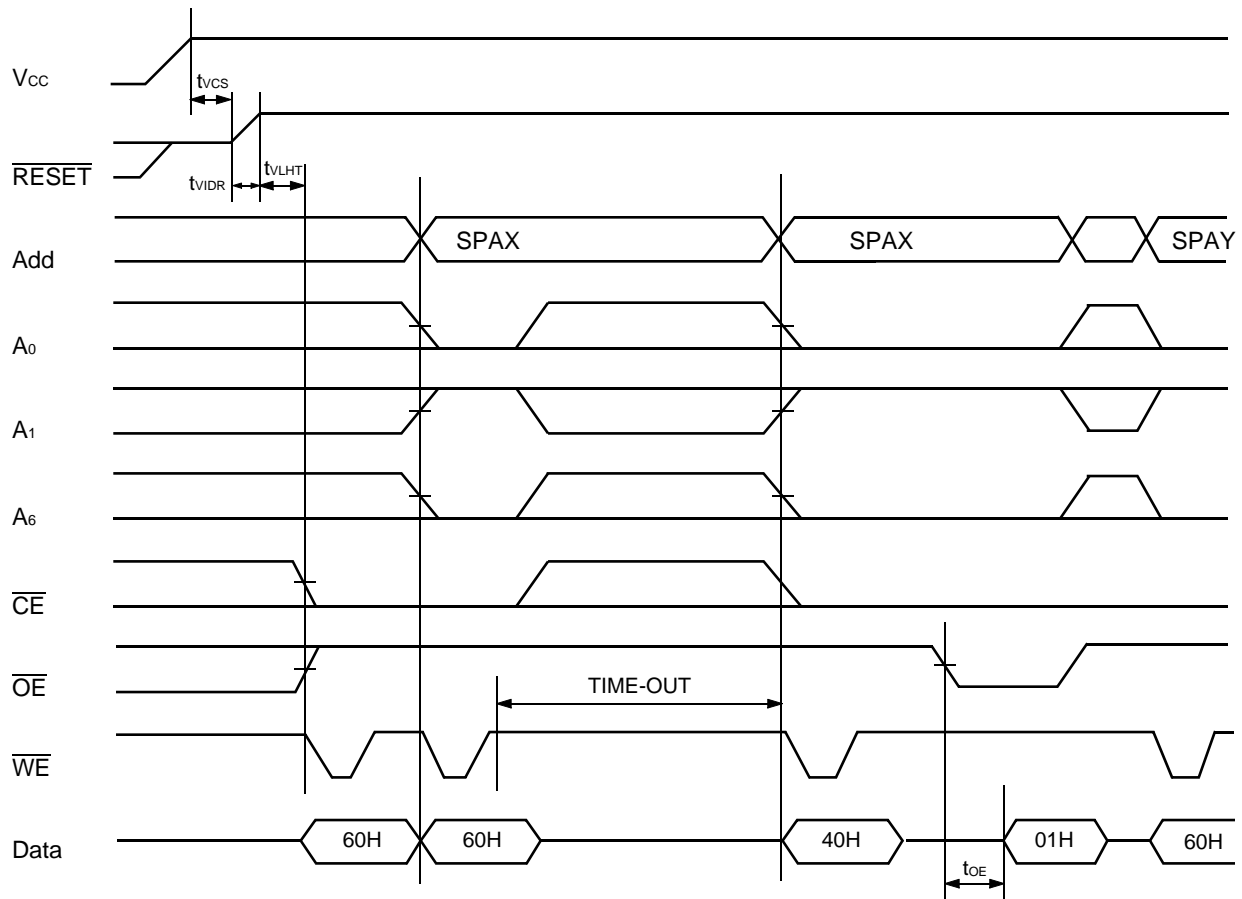 VCC
tVCS
RESET
tVIDR
tVLHT
Add
SPAX
SPAX
SPAY
A0
A1
A6
CE
OE
TIME-OUT
WE
Data
60H
60H
40H
01H
60H
tOE